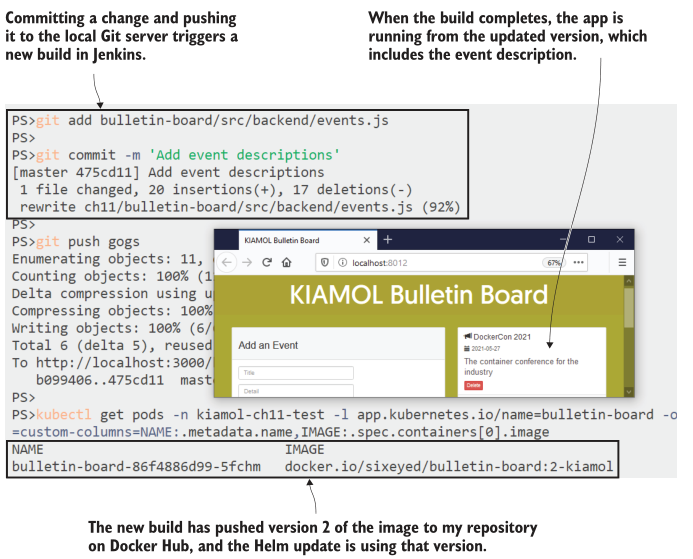 Committing a change and pushing
it to the local Git server triggers a
new build in Jenkins.
When the build completes, the app is
running from the updated version, which
includes the event description.
PS>git add bulletin-board/src/backend/events.js
PS>
PS>git commit -m 'Add event descriptions'
[master 475cd11] Add event descriptions
1 file changed, 20 insertions(+), 17 deletions(-)
rewrite ch11/bulletin-board/src/backend/events.js (92%)
PS>
PS>git push gogs
Enumerating objects: 11,
Counting objects: 100% (1
Delta compression using u
Compressing objects: 100%
Writing objects: 100% (6/
Total 6 (delta 5), reused
To http://localhost:3000/
b099406..475cd11 mast
PS>
KIAMOL Bulletin Board
localhost:8012
67%
KIAMOL Bulletin Board
Add an Event
Title
Detail
DockerCon 2021
2021-05-27
The container conference for the
industry
Delete
PS>kubectl get pods -n kiamol-ch11-test -l app.kubernetes.io/name=bulletin-board -o
=custom-columns=NAME:.metadata.name,IMAGE:.spec.containers[0].image
NAME IMAGE
bulletin-board-86f4886d99-5fchm docker.io/sixeyed/bulletin-board:2-kiamol
The new build has pushed version 2 of the image to my repository
on Docker Hub, and the Helm update is using that version.